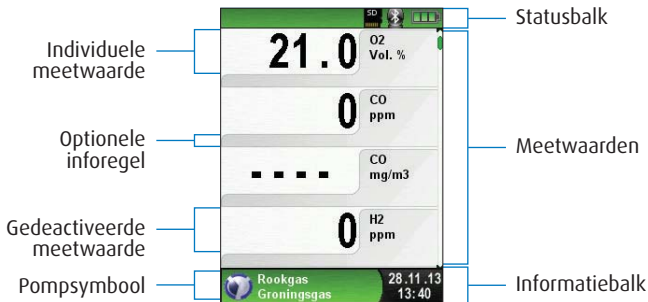 SD
Statusbalk
Individuele
meetwaarde
21.0
O2
Vol. %
0
CO
ppm
Optionele
inforegel
- - - -
CO
mg/m3
Meetwaarden
Gedeactiveerde
meetwaarde
0
H2
ppm
Pompsymbool
Rookgas
Groningsgas
28.11.13
13:40
Informatiebalk